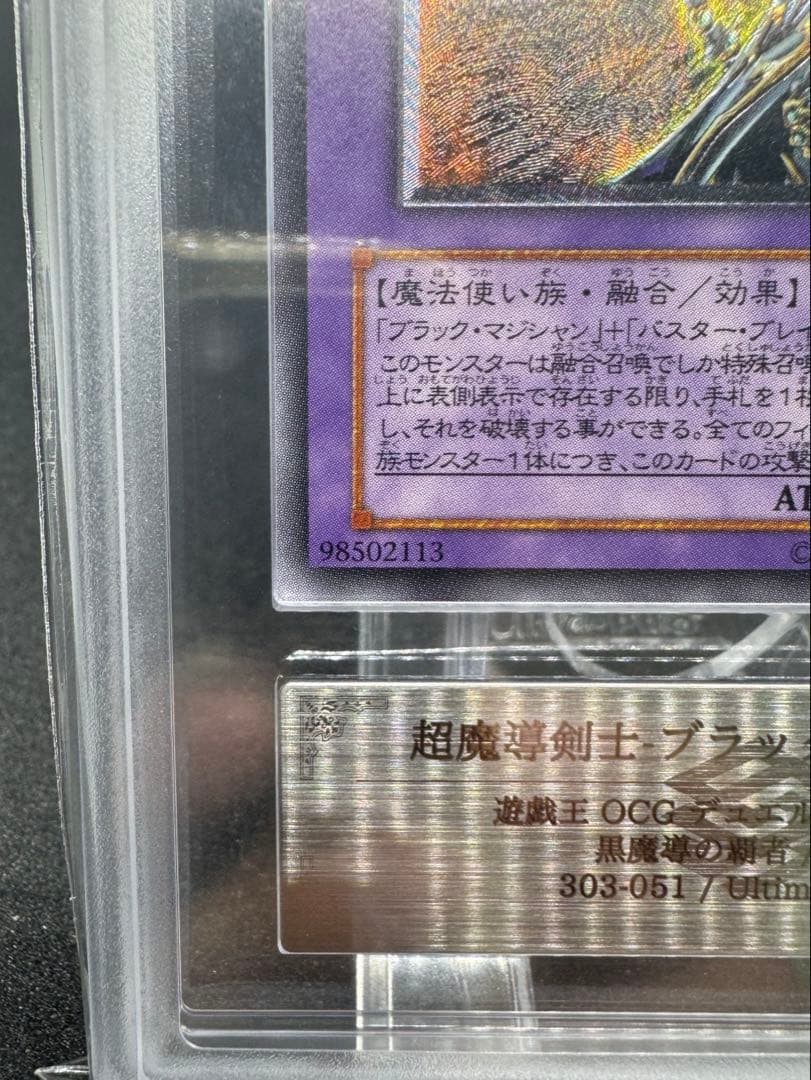 【魔法使い族・融合／効果】
「ブラック・マジシャン」+「バスター・ブレ
このモンスターは融合召喚でしか特殊召喚
上に表側表示で存在する限り、手札を1枚
し、それを破壊する事ができる。全てのフィ
族モンスター1体につき、このカードの攻撃
AT
98502113
©
超魔導剣士-ブラッ
遊戯王 OCG デュエル
黒魔導の覇者
303-051 / Ultim